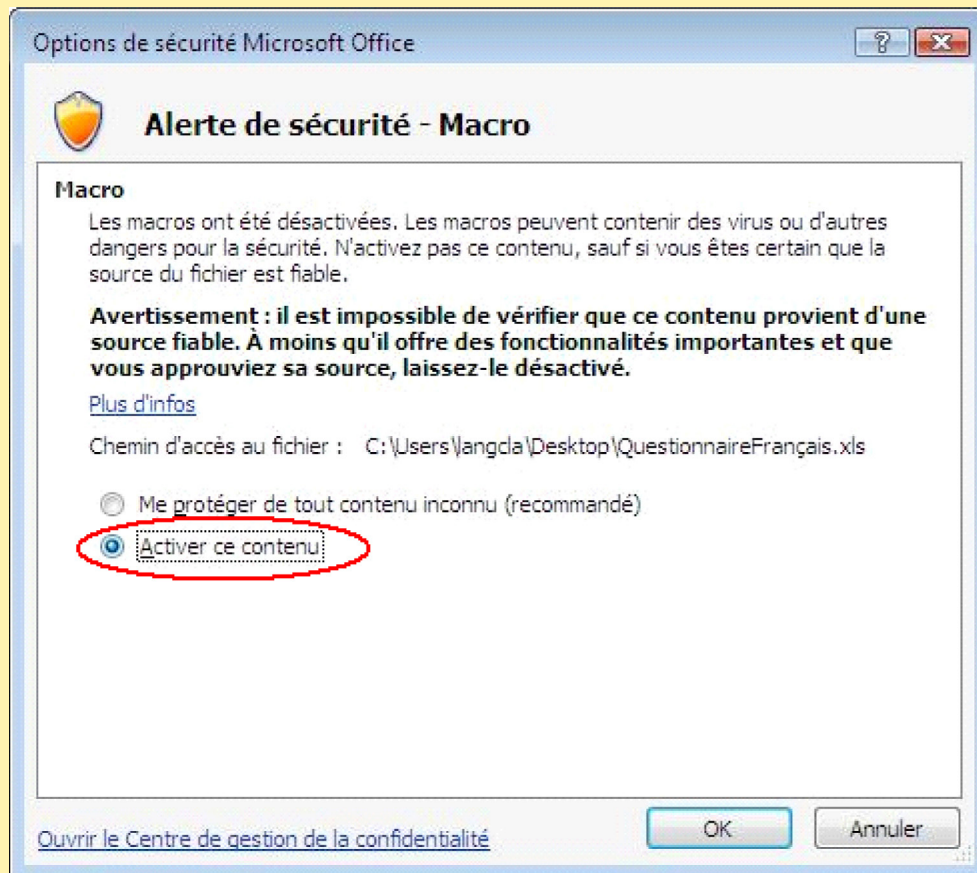 Options de sécurité Microsoft Office
Alerte de sécurité - Macro
Macro
Les macros ont été désactivées. Les macros peuvent contenir des virus ou d'autres
dangers pour la sécurité. N'activez pas ce contenu, sauf si vous êtes certain que la
source du fichier est fiable.
Avertissement : il est impossible de vérifier que ce contenu provient d'une
source fiable. À moins qu'il offre des fonctionnalités importantes et que
vous approuviez sa source, laissez-le désactivé.
Plus d'infos
Chemin d'accès au fichier : C:\Users\langcla\Desktop\QuestionnaireFrançais.xls
Me protéger de tout contenu inconnu (recommandé)
Activer ce contenu
Ouvrir le Centre de gestion de la confidentialité
OK
Annuler